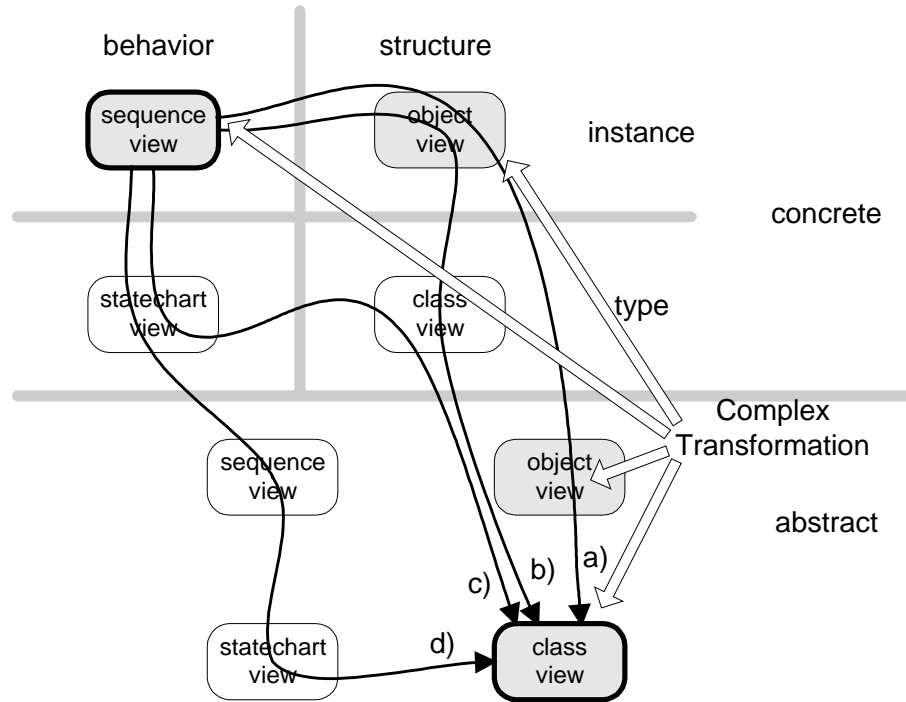 behavior
structure
sequence
view
object
view
instance
concrete
statechart
view
class
view
type
Complex
Transformation
sequence
view
object
view
abstract
c)
b)
a)
statechart
view
d)
class
view